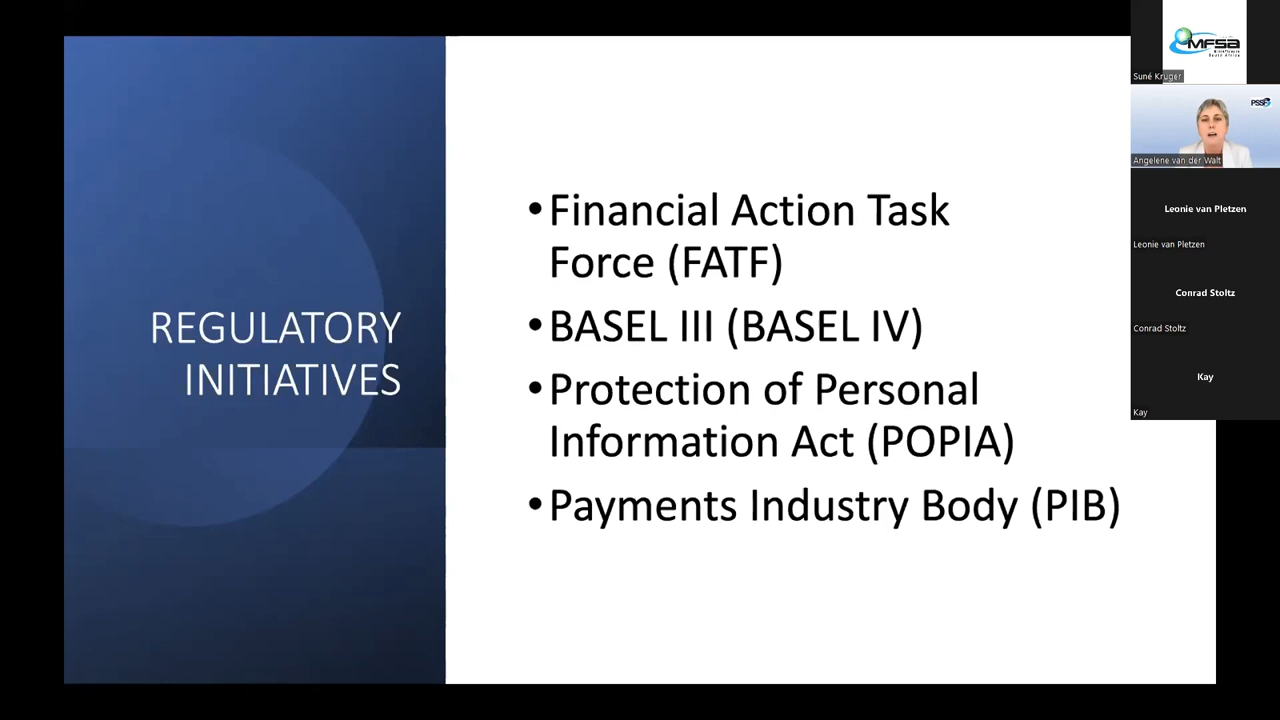 REGULATORY
INITIATIVES
•Financial Action Task
Force (FATF)
•BASEL III (BASEL IV)
•Protection of Personal
Information Act (POPIA)
•Payments Industry Body (PIB)
MFSA
Suné Kruger
PSSF
Angelene van der Walt
Leonie van Pletzen
Leonie van Pletzen
Conrad Stoltz
Conrad Stoltz
Kay
Kay